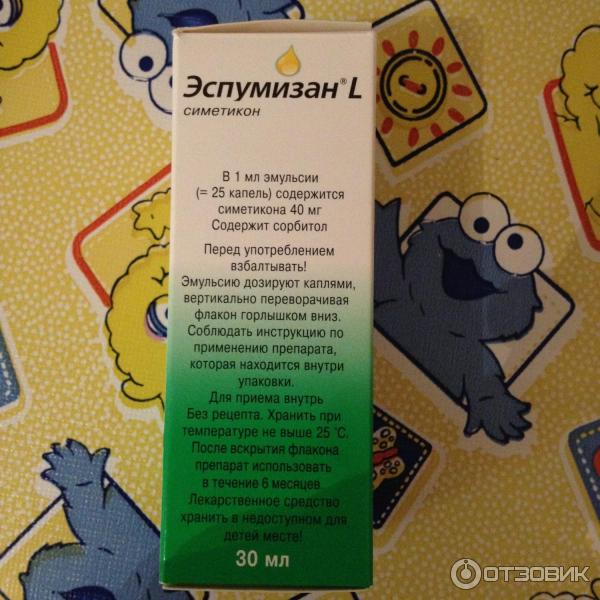 Эспумизан® L
симетикон
В 1 мл эмульсии
(= 25 капель) содержится
симетикона 40 мг
Содержит сорбитол
Перед употреблением
взбалтывать!
Эмульсию дозируют каплями,
вертикально переворачивая
флакон горлышком вниз.
Соблюдать инструкцию по
применению препарата,
которая находится внутри
упаковки.
Для приема внутрь
Без рецепта. Хранить при
температуре не выше 25 °С.
После вскрытия флакона
препарат использовать
в течение 6 месяцев.
Лекарственное средство
хранить в недоступном для
детей месте!
30 мл
ОТЗОВИК